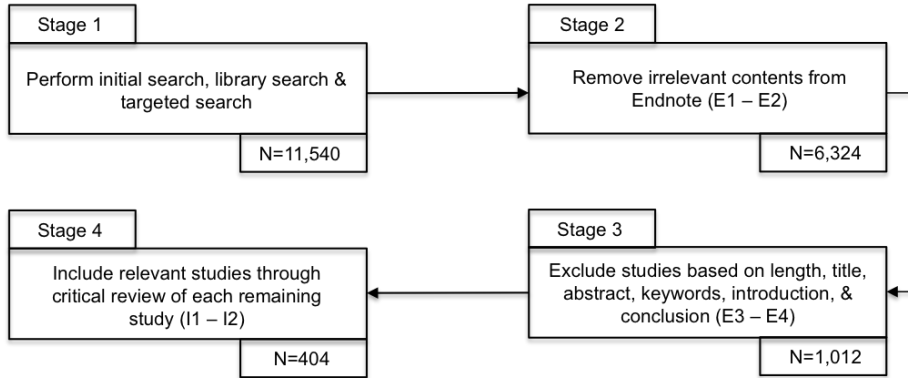 Stage 1
Perform initial search, library search &
targeted search
N=11,540
Stage 2
Remove irrelevant contents from
Endnote (E1 – E2)
N=6,324
Stage 3
Exclude studies based on length, title,
abstract, keywords, introduction, &
conclusion (E3 – E4)
N=1,012
Stage 4
Include relevant studies through
critical review of each remaining
study (I1 – I2)
N=404